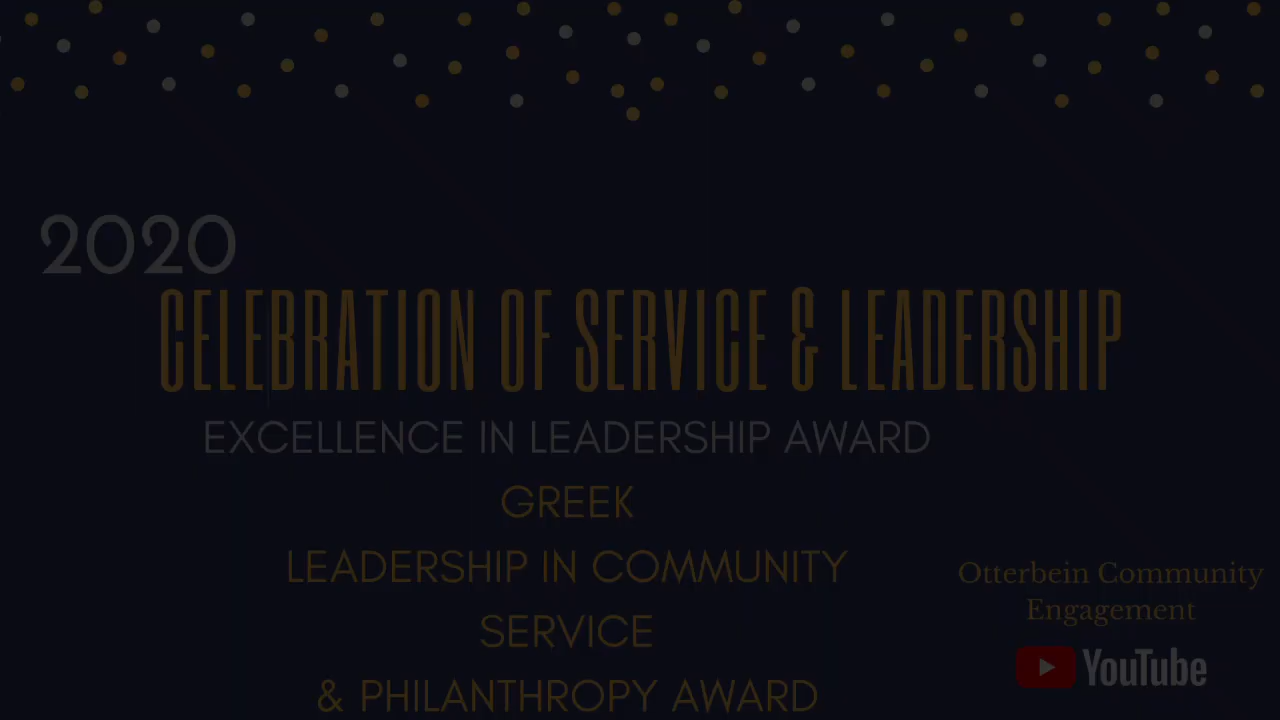 2020
CELEBRATION OF SERVICE & LEADERSHIP
EXCELLENCE IN LEADERSHIP AWARD
GREEK
LEADERSHIP IN COMMUNITY
SERVICE
& PHILANTHROPY AWARD
Otterbein Community
Engagement
YouTube